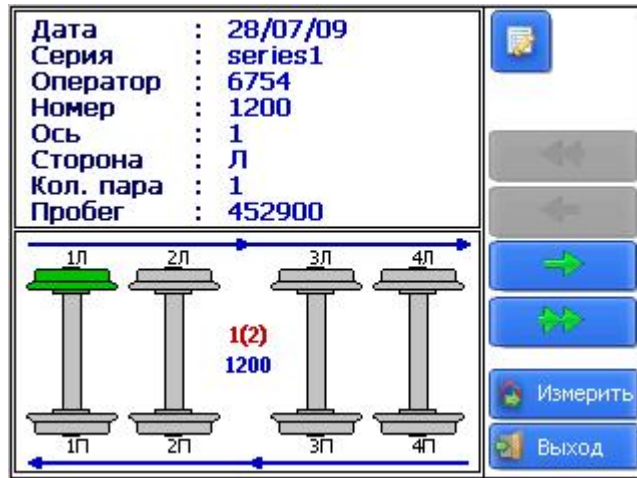 Дата : 28/07/09
Серия : series1
Оператор : 6754
Номер : 1200
Ось : 1
Сторона : Л
Кол. пара : 1
Пробег : 452900
1Л 2Л 3Л 4Л
1(2)
1200
1П 2П 3П 4П
Измерить
Выход